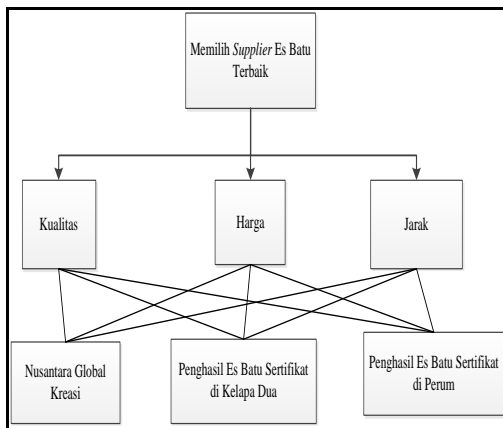 Memilih Supplier Es Batu
Terbaik
Kualitas
Harga
Jarak
Nusantara Global
Kreasi
Penghasil Es Batu Sertifikat
di Kelapa Dua
Penghasil Es Batu Sertifikat
di Perum